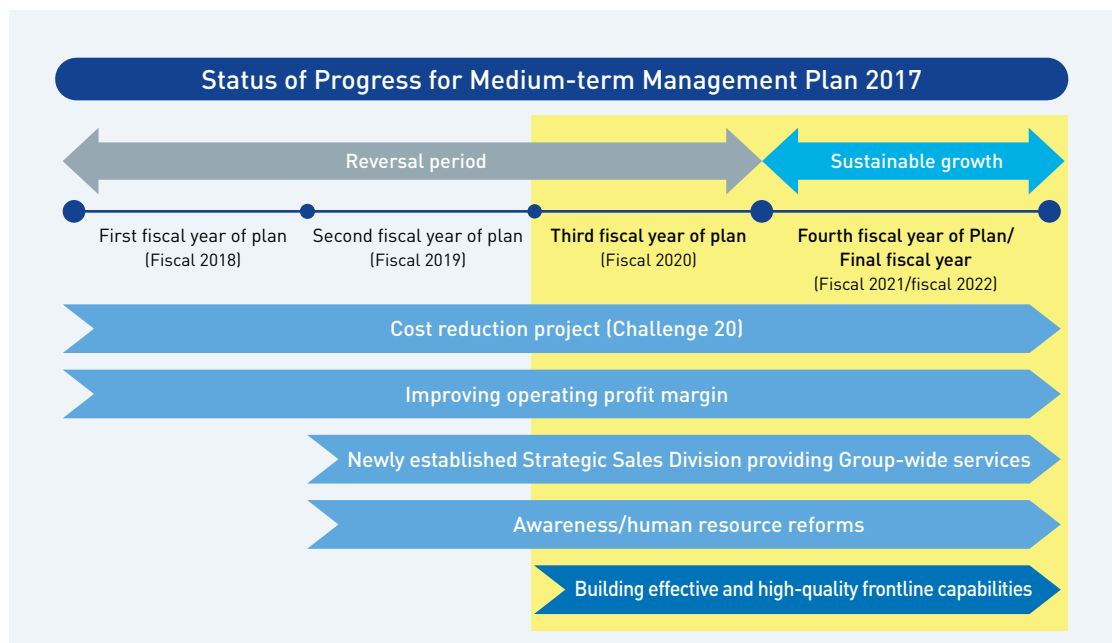 Status of Progress for Medium-term Management Plan 2017
Reversal period
Sustainable growth
First fiscal year of plan
(Fiscal 2018)
Second fiscal year of plan
(Fiscal 2019)
Third fiscal year of plan
(Fiscal 2020)
Fourth fiscal year of Plan/
Final fiscal year
(Fiscal 2021/fiscal 2022)
Cost reduction project (Challenge 20)
Improving operating profit margin
Newly established Strategic Sales Division providing Group-wide services
Awareness/human resource reforms
Building effective and high-quality frontline capabilities